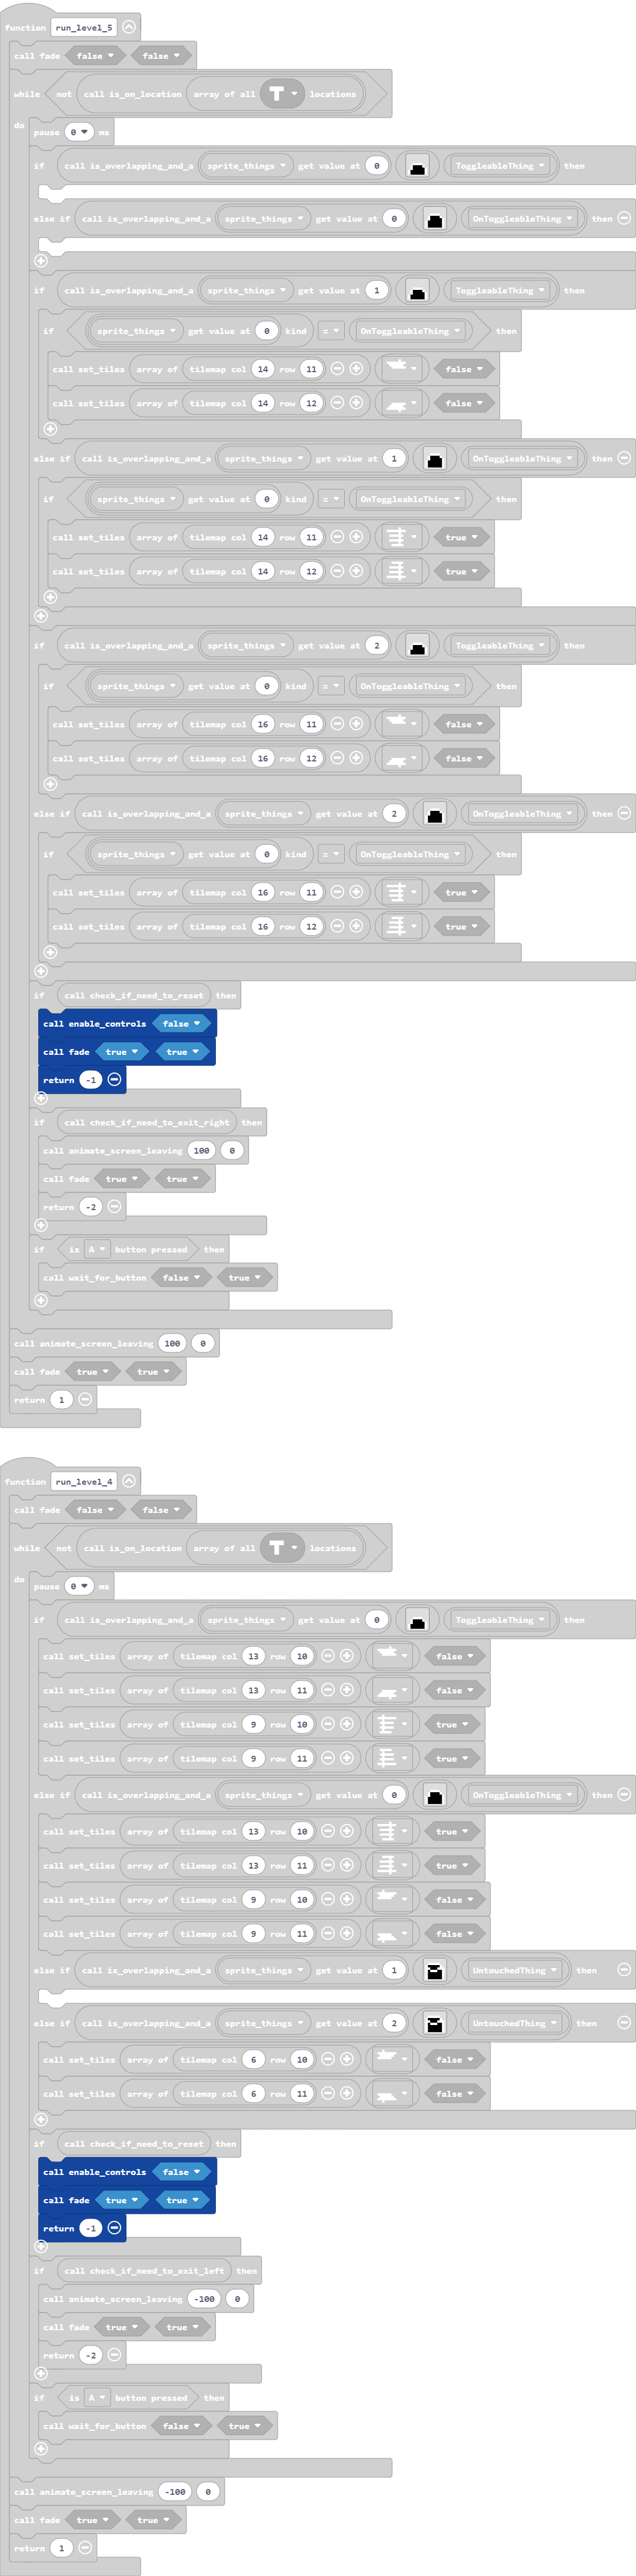 function run_level_5
call fade false false
while not call is_on_location array of all T locations
do
pause 0 ms
if call is_overlapping_and_a sprite_things get value at 0 ToggleableThing then
else if call is_overlapping_and_a sprite_things get value at 0 OnToggleableThing then
if call is_overlapping_and_a sprite_things get value at 1 ToggleableThing then
if sprite_things get value at 0 kind = OnToggleableThing then
call set_tiles array of tilemap col 14 row 11 false
call set_tiles array of tilemap col 14 row 12 false
else if call is_overlapping_and_a sprite_things get value at 1 OnToggleableThing then
if sprite_things get value at 0 kind = OnToggleableThing then
call set_tiles array of tilemap col 14 row 11 true
call set_tiles array of tilemap col 14 row 12 true
if call is_overlapping_and_a sprite_things get value at 2 ToggleableThing then
if sprite_things get value at 0 kind = OnToggleableThing then
call set_tiles array of tilemap col 16 row 11 false
call set_tiles array of tilemap col 16 row 12 false
else if call is_overlapping_and_a sprite_things get value at 2 OnToggleableThing then
if sprite_things get value at 0 kind = OnToggleableThing then
call set_tiles array of tilemap col 16 row 11 true
call set_tiles array of tilemap col 16 row 12 true
if call check_if_need_to_reset then
call enable_controls false
call fade true true
return -1
if call check_if_need_to_exit_right then
call animate_screen_leaving 100 0
call fade true true
return -2
if is A button pressed then
call wait_for_button false true
call animate_screen_leaving 100 0
call fade true true
return 1
function run_level_4
call fade false false
while not call is_on_location array of all T locations
do
pause 0 ms
if call is_overlapping_and_a sprite_things get value at 0 ToggleableThing then
call set_tiles array of tilemap col 13 row 10 false
call set_tiles array of tilemap col 13 row 11 false
call set_tiles array of tilemap col 9 row 10 true
call set_tiles array of tilemap col 9 row 11 true
else if call is_overlapping_and_a sprite_things get value at 0 OnToggleableThing then
call set_tiles array of tilemap col 13 row 10 true
call set_tiles array of tilemap col 13 row 11 true
call set_tiles array of tilemap col 9 row 10 false
call set_tiles array of tilemap col 9 row 11 false
else if call is_overlapping_and_a sprite_things get value at 1 UntouchedThing then
else if call is_overlapping_and_a sprite_things get value at 2 UntouchedThing then
call set_tiles array of tilemap col 6 row 10 false
call set_tiles array of tilemap col 6 row 11 false
if call check_if_need_to_reset then
call enable_controls false
call fade true true
return -1
if call check_if_need_to_exit_left then
call animate_screen_leaving -100 0
call fade true true
return -2
if is A button pressed then
call wait_for_button false true
call animate_screen_leaving -100 0
call fade true true
return 1